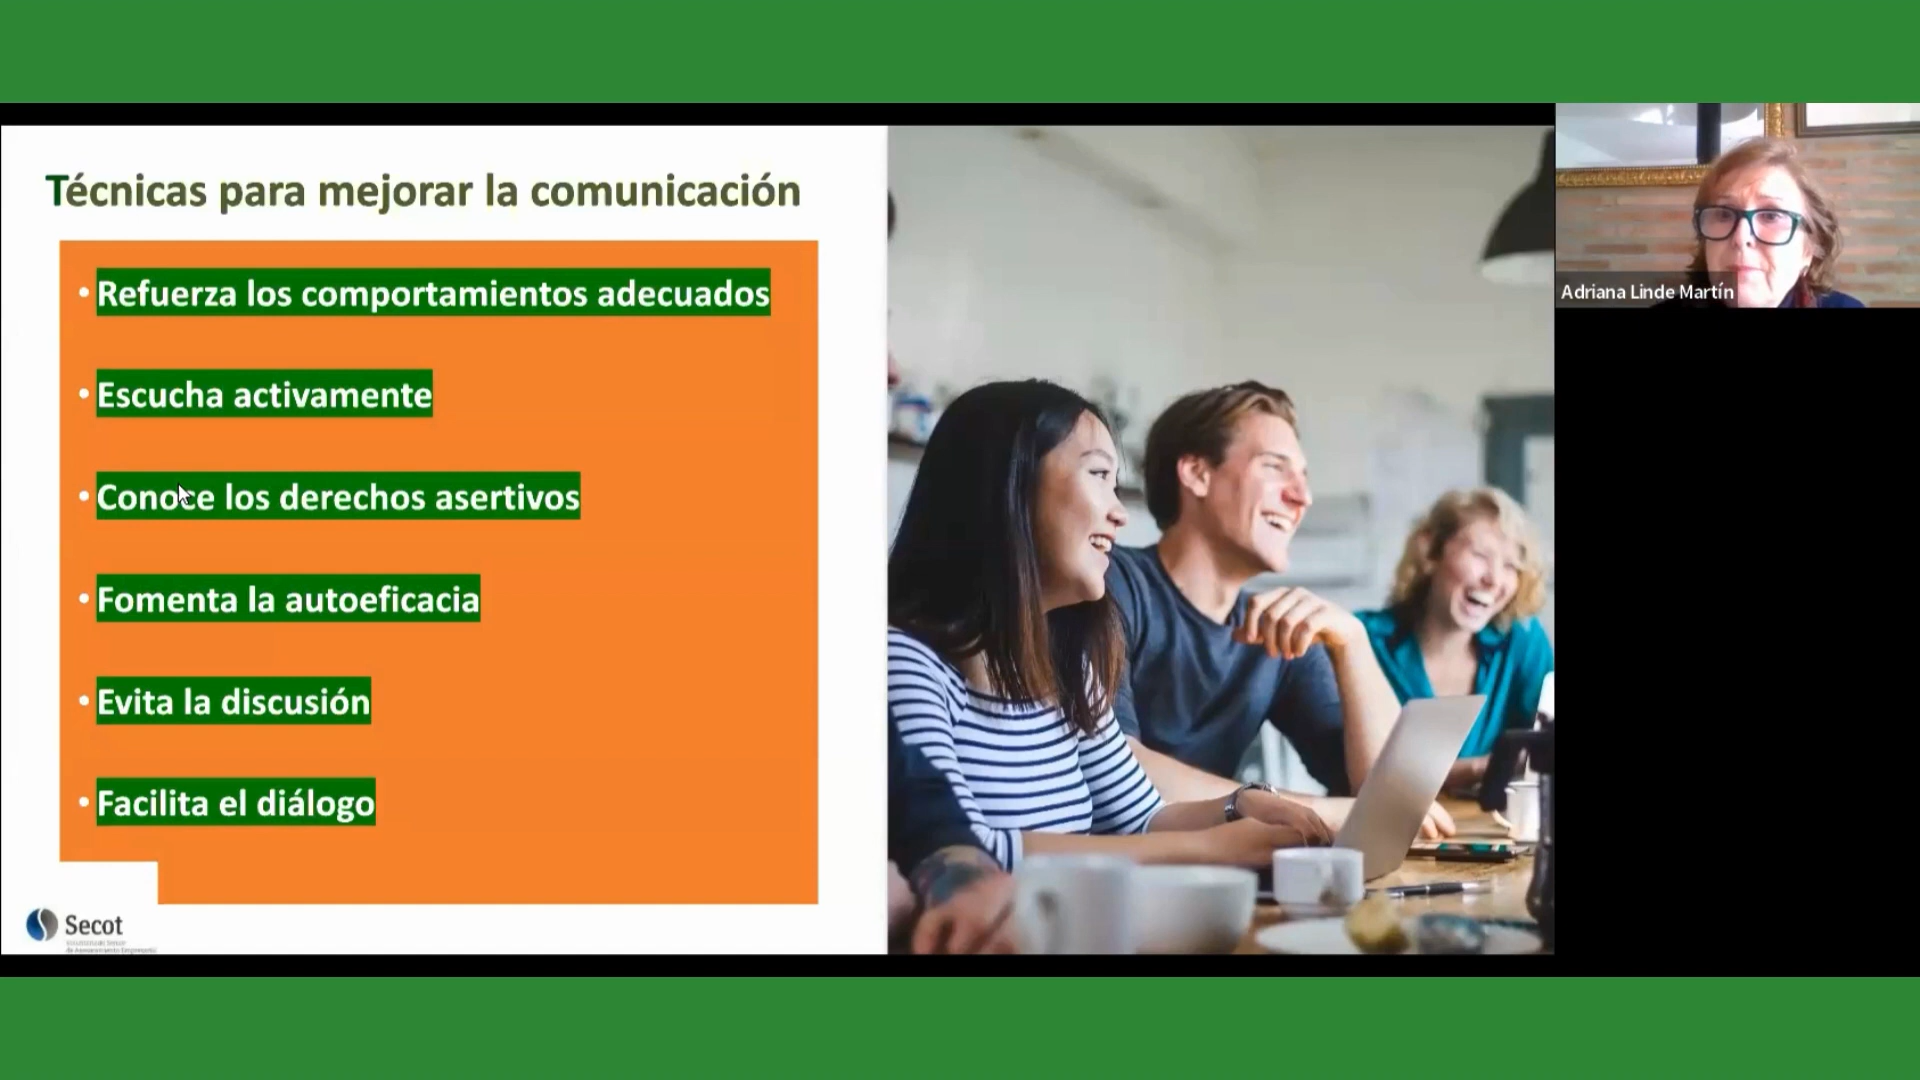 Técnicas para mejorar la comunicación
• Refuerza los comportamientos adecuados
• Escucha activamente
• Conoce los derechos asertivos
• Fomenta la autoeficacia
• Evita la discusión
• Facilita el diálogo
Secot
Adriana Linde Martín